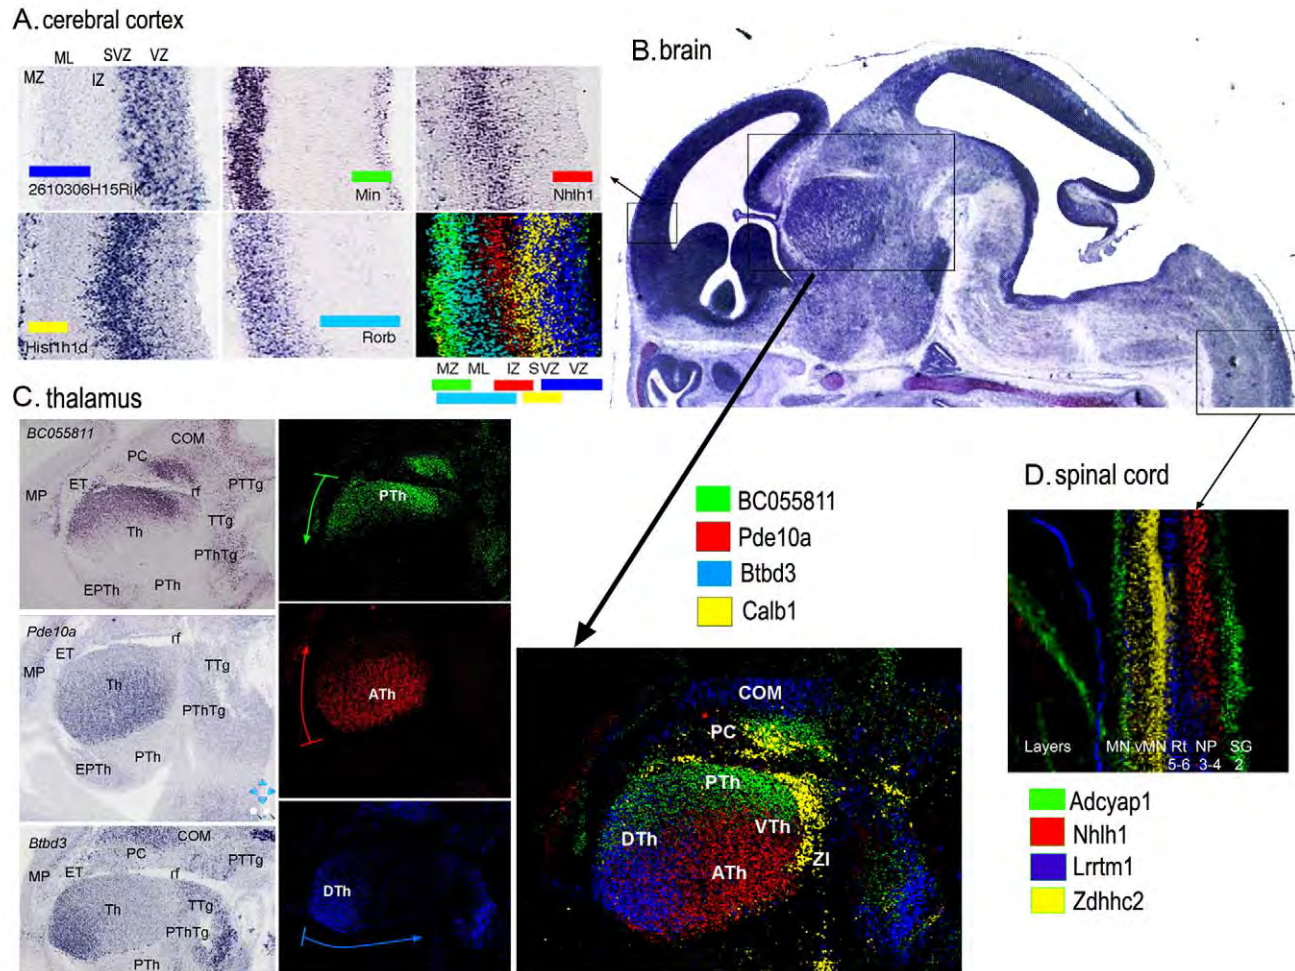 A. cerebral cortex
ML SVZ VZ
MZ IZ
2610306H15Rik
Min
Nhlh1
Hist1h1d
Rorb
MZ ML IZ SVZ VZ
B. brain
C. thalamus
BC055811
COM
PC
ET rf
MP PTTg
Th TTg
PThTg
EPTh PTh
PTh
Pde10a
rf
ET
MP TTg
Th
PThTg
PTh
EPTh
ATh
Btbd3
COM
PC PTTg
ET rf
MP
Th TTg
PThTg
PTh
DTh
BC055811
Pde10a
Btbd3
Calb1
COM
PC
PTh
DTh VTh
ZI
ATh
D. spinal cord
Layers MN vMN Rt NP SG
5-6 3-4 2
Adcyap1
Nhlh1
Lrrtm1
Zdhhc2